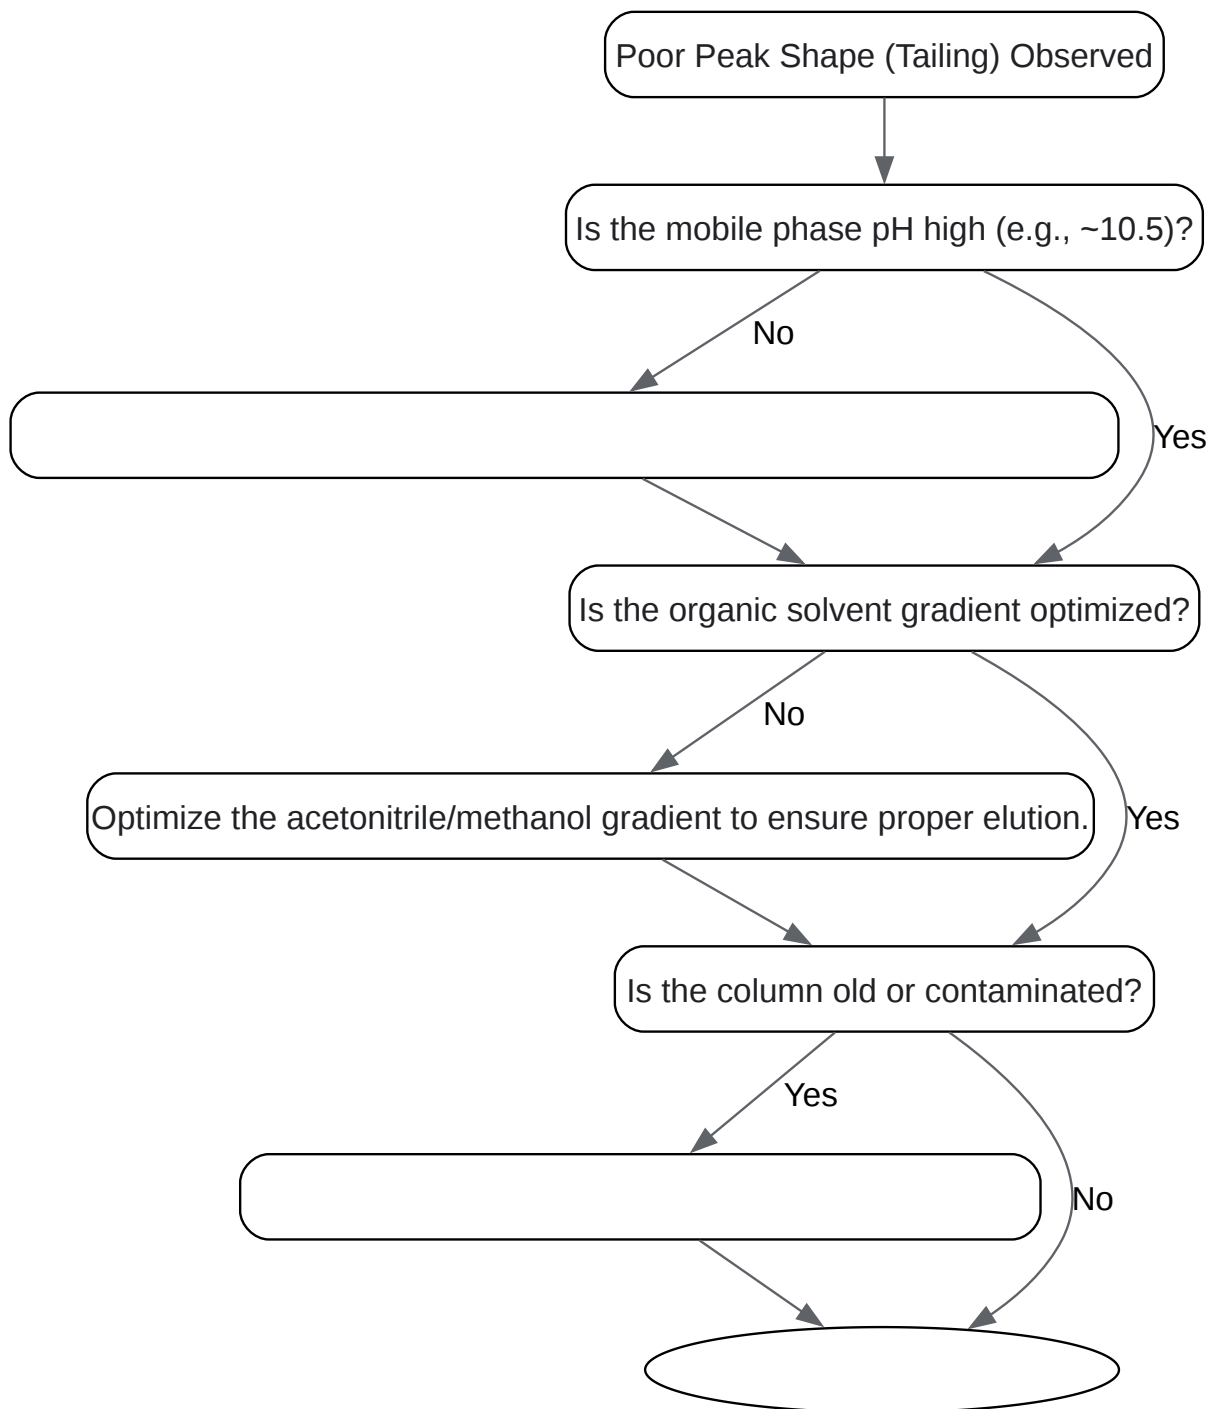 Poor Peak Shape (Tailing) Observed
Is the mobile phase pH high (e.g., ~10.5)?
No
Yes
Is the organic solvent gradient optimized?
No
Optimize the acetonitrile/methanol gradient to ensure proper elution.
Yes
Is the column old or contaminated?
Yes
No